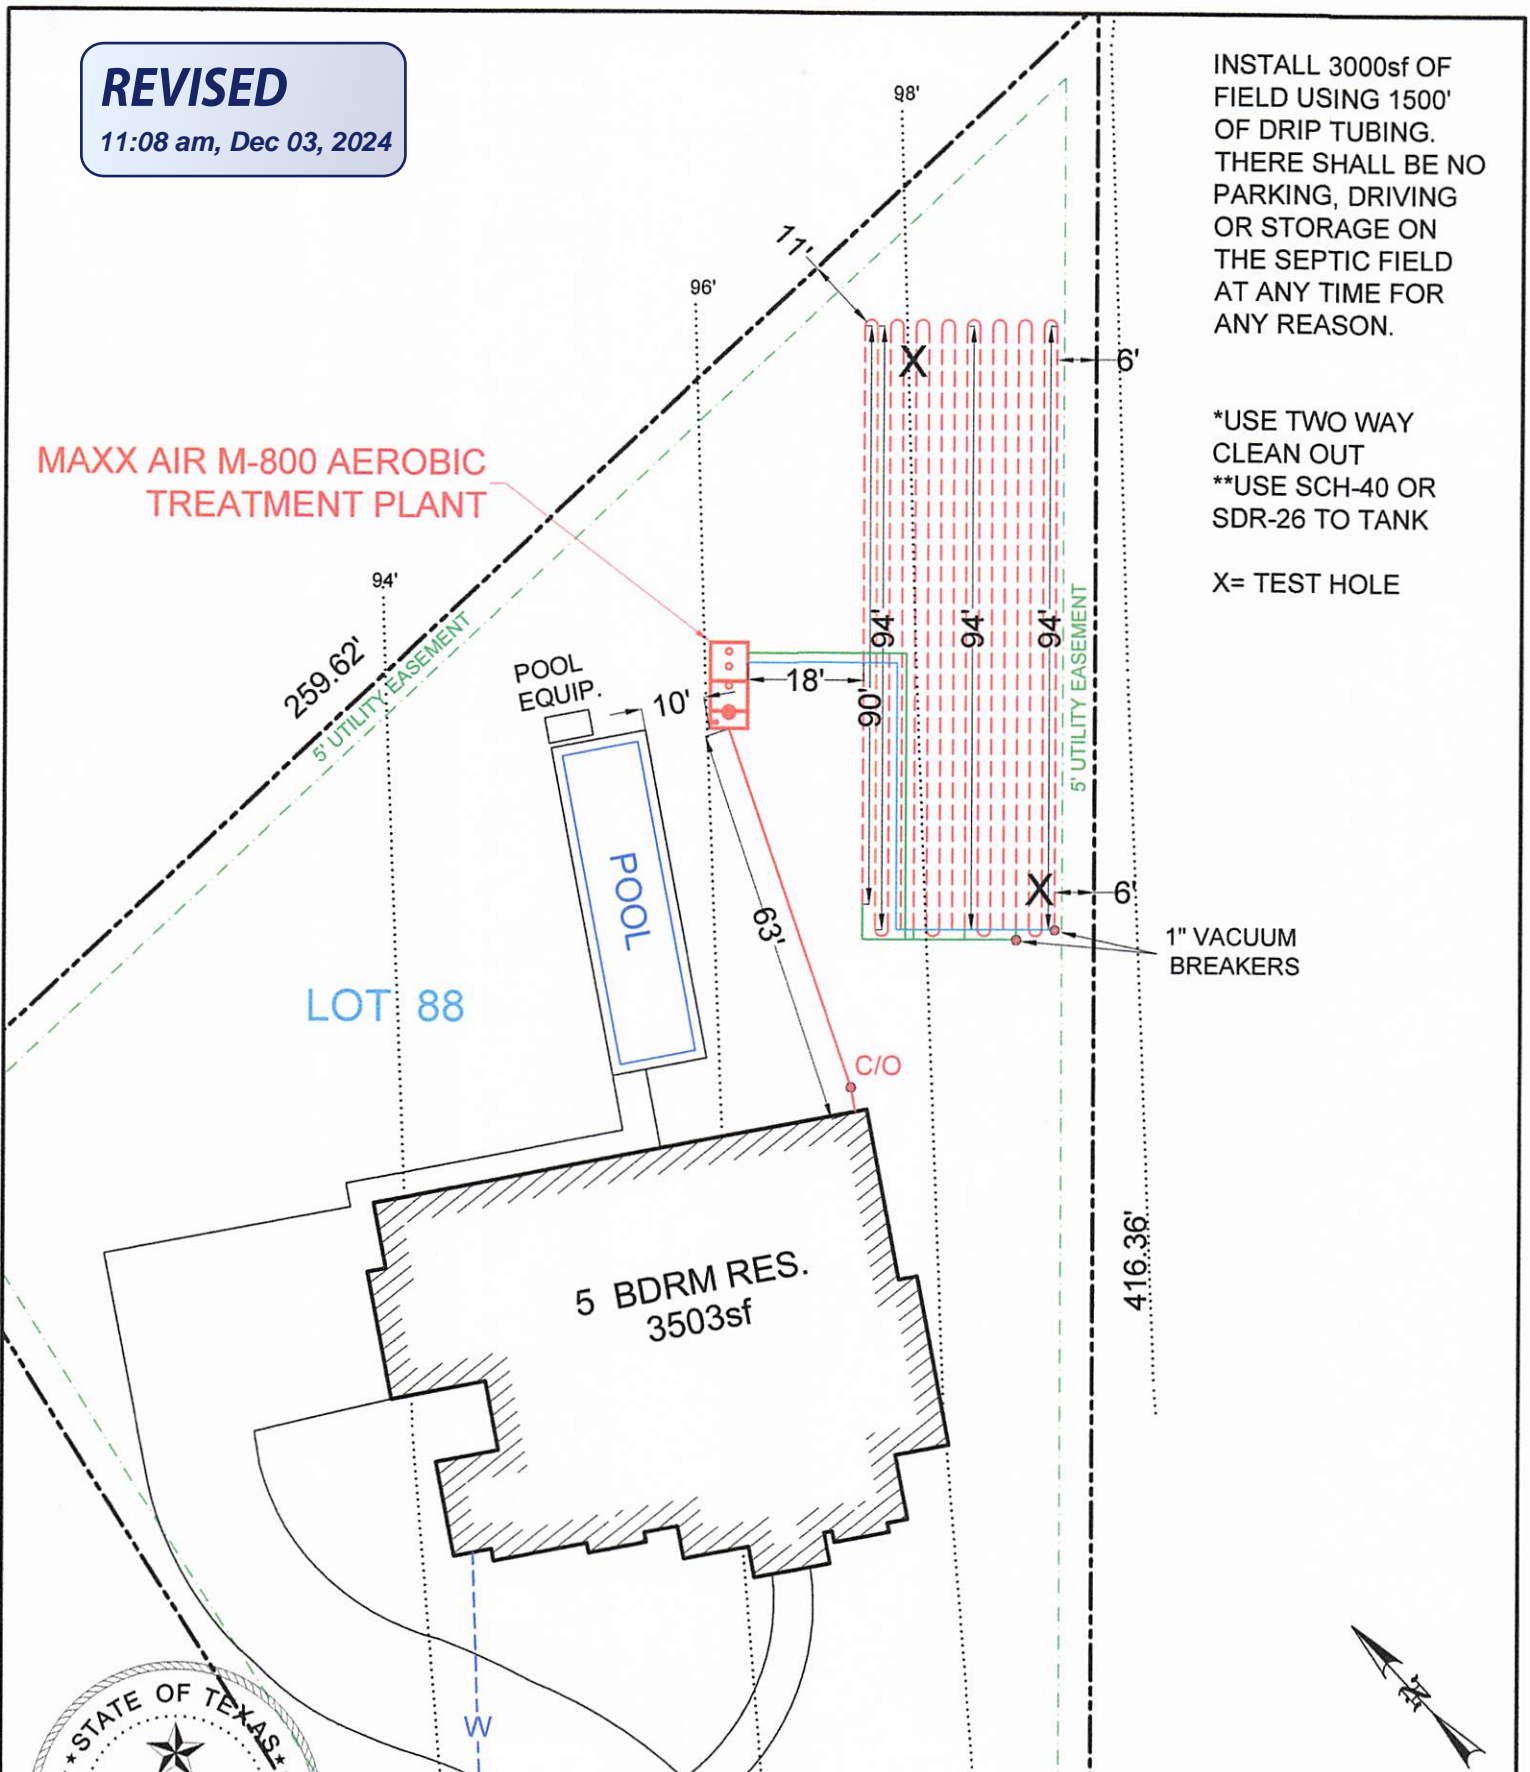 REVISED
11:08 am, Dec 03, 2024
INSTALL 3000sf OF
FIELD USING 1500'
OF DRIP TUBING.
THERE SHALL BE NO
PARKING, DRIVING
OR STORAGE ON
THE SEPTIC FIELD
AT ANY TIME FOR
ANY REASON.
*USE TWO WAY
CLEAN OUT
**USE SCH-40 OR
SDR-26 TO TANK
X= TEST HOLE
98'
11'
96'
X
6'
MAXX AIR M-800 AEROBIC
TREATMENT PLANT
94'
259.62'
5' UTILITY EASEMENT
POOL
EQUIP.
10'
18'
90'
94'
94'
94'
5' UTILITY EASEMENT
POOL
63'
X
6'
1" VACUUM
BREAKERS
LOT 88
C/O
416.36'
5 BDRM RES.
3503sf
W
N
STATE OF TEXAS